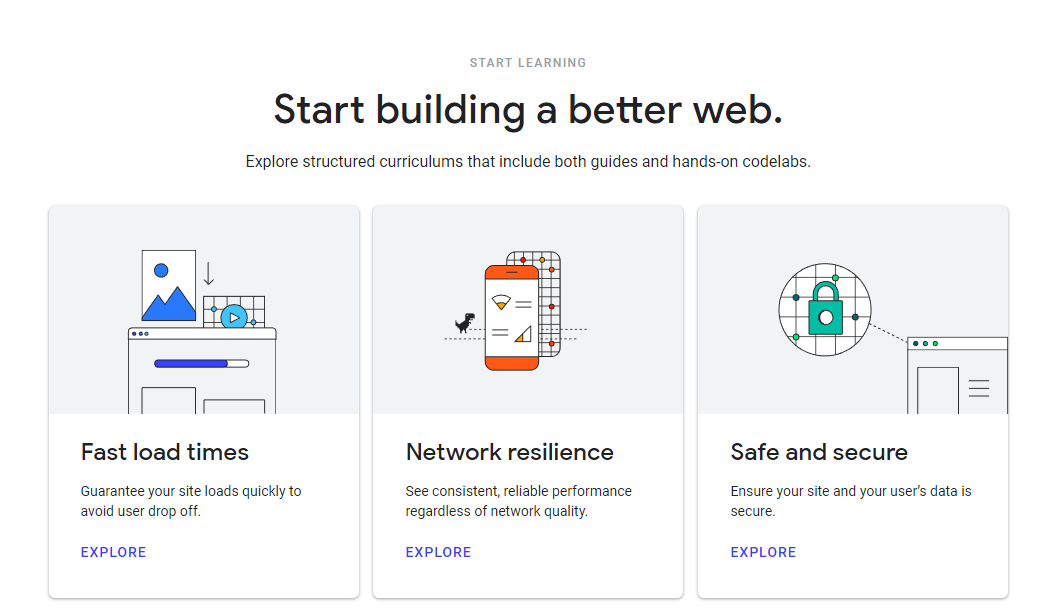 START LEARNING
Start building a better web.
Explore structured curriculums that include both guides and hands-on codelabs.
Fast load times
Guarantee your site loads quickly to
avoid user drop off.
EXPLORE
Network resilience
See consistent, reliable performance
regardless of network quality.
EXPLORE
Safe and secure
Ensure your site and your user’s data is
secure.
EXPLORE